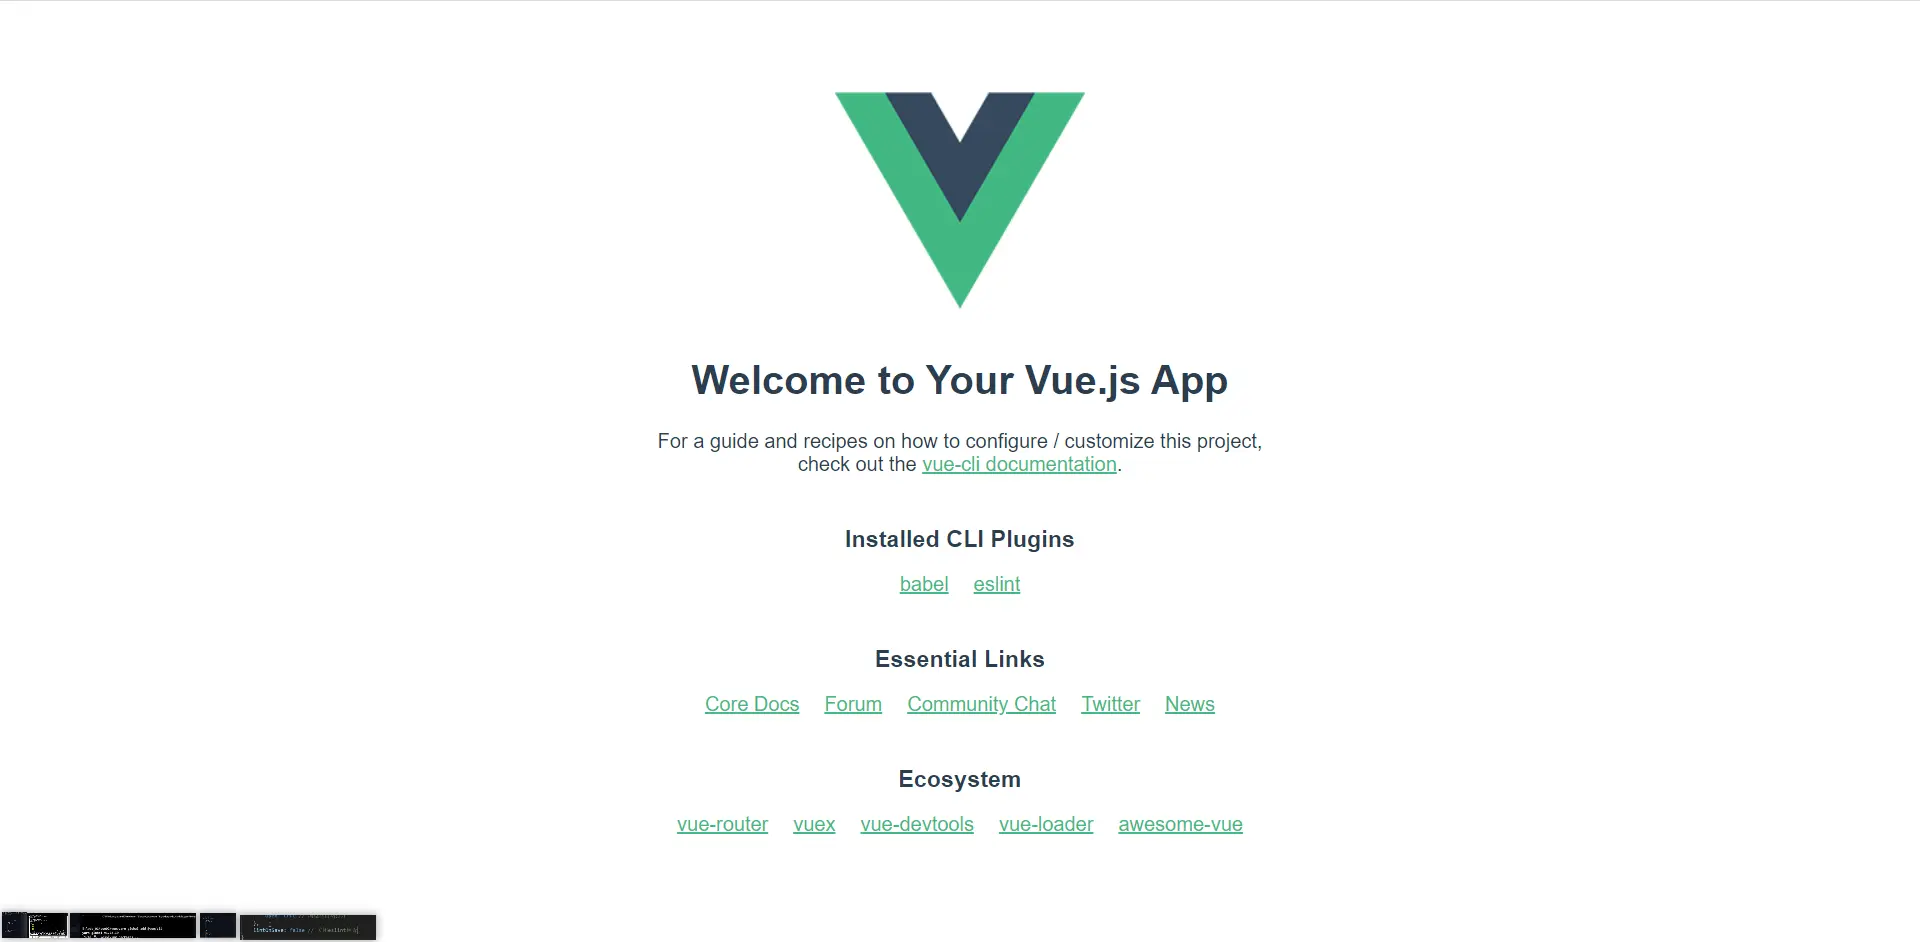 Welcome to Your Vue.js App
For a guide and recipes on how to configure / customize this project,
check out the vue-cli documentation.
Installed CLI Plugins
babel eslint
Essential Links
Core Docs Forum Community Chat Twitter News
Ecosystem
vue-router vuex vue-devtools vue-loader awesome-vue